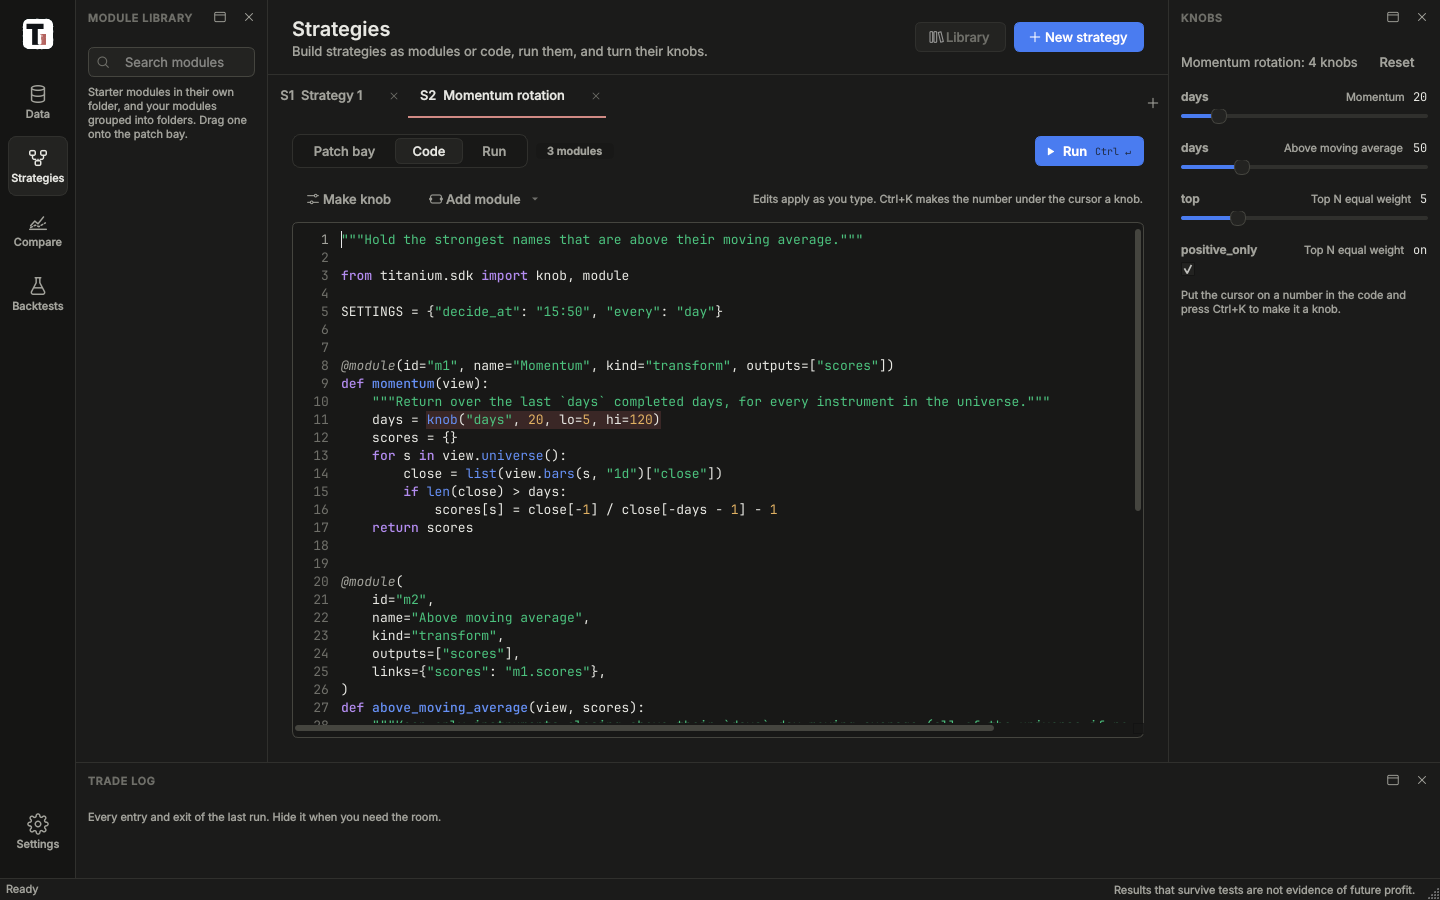 MODULE LIBRARY
Search modules
Starter modules in their own
folder, and your modules
grouped into folders. Drag one
onto the patch bay.
Data
Strategies
Compare
Backtests
Settings
Strategies
Build strategies as modules or code, run them, and turn their knobs.
Library
+ New strategy
S1 Strategy 1
S2 Momentum rotation
Patch bay
Code
Run
3 modules
Run Ctrl ↵
Make knob
Add module
Edits apply as you type. Ctrl+K makes the number under the cursor a knob.
1 """Hold the strongest names that are above their moving average."""
2
3 from titanium.sdk import knob, module
4
5 SETTINGS = {"decide_at": "15:50", "every": "day"}
6
7
8 @module(id="m1", name="Momentum", kind="transform", outputs=["scores"])
9 def momentum(view):
10     """Return over the last `days` completed days, for every instrument in the universe."""
11     days = knob("days", 20, lo=5, hi=120)
12     scores = {}
13     for s in view.universe():
14         close = list(view.bars(s, "1d")["close"])
15         if len(close) > days:
16             scores[s] = close[-1] / close[-days - 1] - 1
17     return scores
18
19
20 @module(
21     id="m2",
22     name="Above moving average",
23     kind="transform",
24     outputs=["scores"],
25     links={"scores": "m1.scores"},
26 )
27 def above_moving_average(view, scores):
KNOBS
Momentum rotation: 4 knobs Reset
days Momentum 20
days Above moving average 50
top Top N equal weight 5
positive_only Top N equal weight on
Put the cursor on a number in the code and
press Ctrl+K to make it a knob.
TRADE LOG
Every entry and exit of the last run. Hide it when you need the room.
Ready
Results that survive tests are not evidence of future profit.